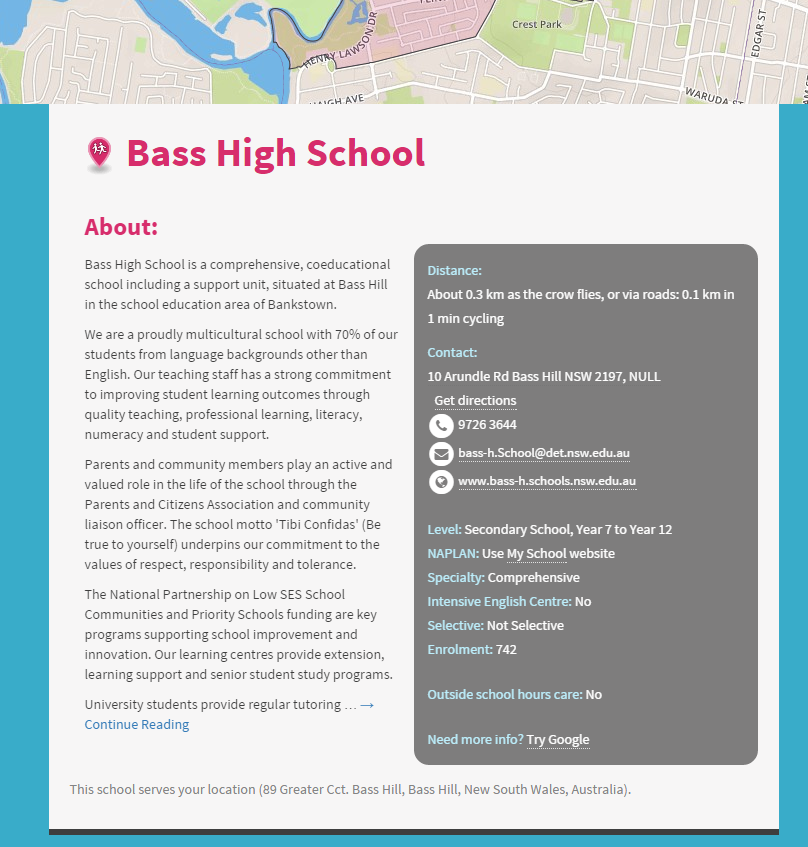 Crest Park
HENRY LAWSON DR
EDGAR ST
WARUDA ST
HAIGH AVE
Bass High School
About:
Bass High School is a comprehensive, coeducational
school including a support unit, situated at Bass Hill
in the school education area of Bankstown.
We are a proudly multicultural school with 70% of our
students from language backgrounds other than
English. Our teaching staff has a strong commitment
to improving student learning outcomes through
quality teaching, professional learning, literacy,
numeracy and student support.
Parents and community members play an active and
valued role in the life of the school through the
Parents and Citizens Association and community
liaison officer. The school motto 'Tibi Confidas' (Be
true to yourself) underpins our commitment to the
values of respect, responsibility and tolerance.
The National Partnership on Low SES School
Communities and Priority Schools funding are key
programs supporting school improvement and
innovation. Our learning centres provide extension,
learning support and senior student study programs.
University students provide regular tutoring … →
Continue Reading
Distance:
About 0.3 km as the crow flies, or via roads: 0.1 km in
1 min cycling
Contact:
10 Arundle Rd Bass Hill NSW 2197, NULL
Get directions
9726 3644
bass-h.School@det.nsw.edu.au
www.bass-h.schools.nsw.edu.au
Level: Secondary School, Year 7 to Year 12
NAPLAN: Use My School website
Specialty: Comprehensive
Intensive English Centre: No
Selective: Not Selective
Enrolment: 742
Outside school hours care: No
Need more info? Try Google
This school serves your location (89 Greater Cct. Bass Hill, Bass Hill, New South Wales, Australia).